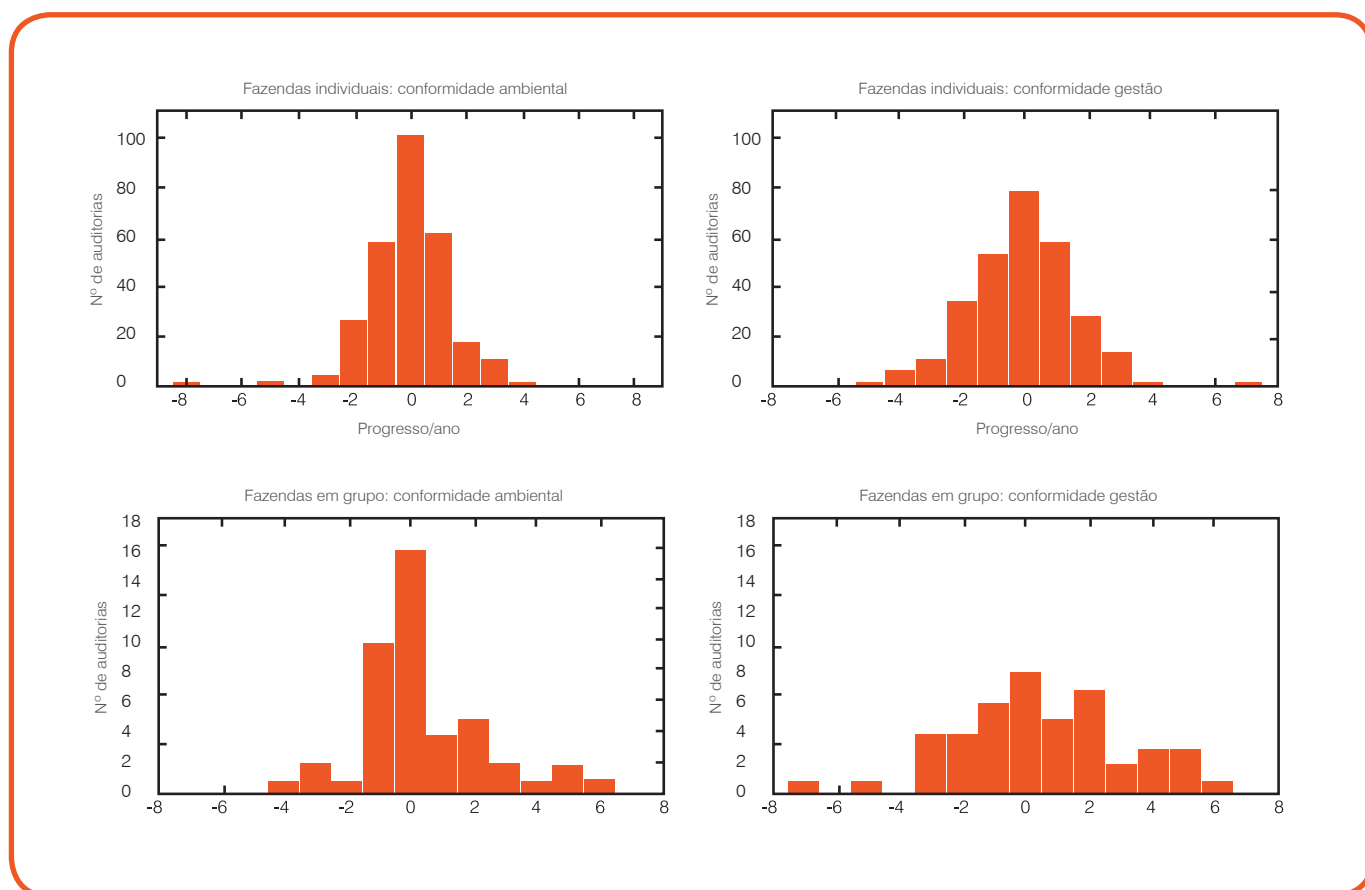 Fazendas individuais: conformidade ambiental
Nº de auditorias
100
80
60
40
20
0
-8 -6 -4 -2 0 2 4 6 8
Progresso/ano
Fazendas individuais: conformidade gestão
Nº de auditorias
100
80
60
40
20
0
-8 -6 -4 -2 0 2 4 6 8
Progresso/ano
Fazendas em grupo: conformidade ambiental
Nº de auditorias
18
16
14
12
10
8
6
4
2
0
-8 -6 -4 -2 0 2 4 6 8
Fazendas em grupo: conformidade gestão
Nº de auditorias
18
16
14
12
10
8
6
4
2
0
-8 -6 -4 -2 0 2 4 6 8